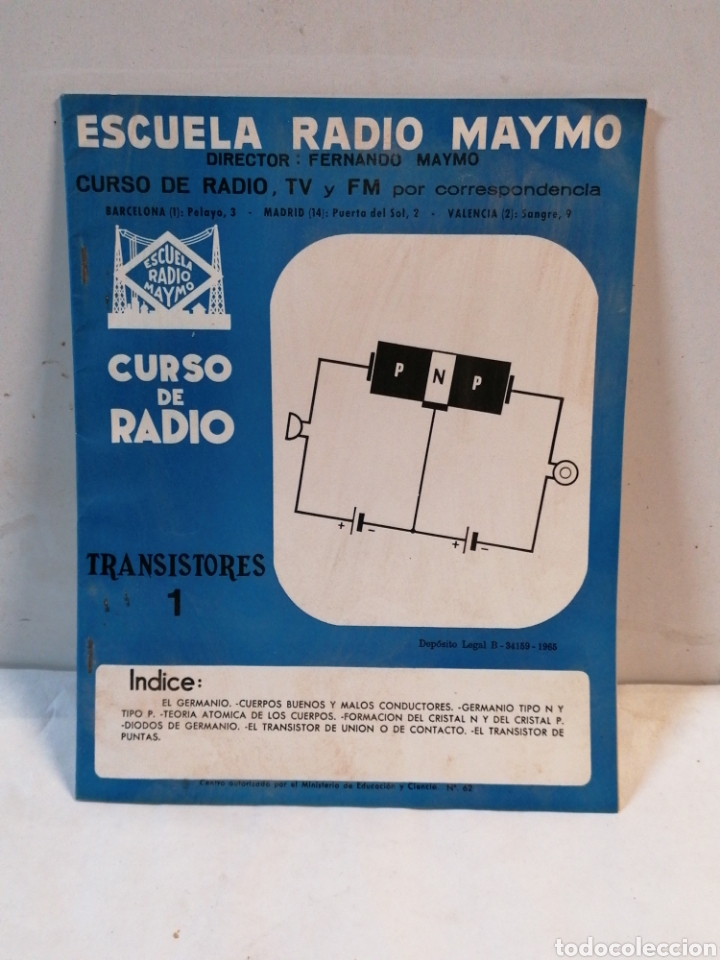 ESCUELA RADIO MAYMO
DIRECTOR: FERNANDO MAYMO
CURSO DE RADIO, TV y FM por correspondencia
BARCELONA (1): Pelayo, 3 - MADRID (14): Puerta del Sol, 2 - VALENCIA (2): Sangre, 9
ESCUELA
RADIO
MAYMO
CURSO
DE
RADIO
P N P
+ -
+ -
TRANSISTORES
1
Depósito Legal B - 34159 - 1965
Indice:
EL GERMANIO. -CUERPOS BUENOS Y MALOS CONDUCTORES. -GERMANIO TIPO N Y
TIPO P. -TEORIA ATOMICA DE LOS CUERPOS. -FORMACION DEL CRISTAL N Y DEL CRISTAL P.
-DIODOS DE GERMANIO. -EL TRANSISTOR DE UNION O DE CONTACTO. -EL TRANSISTOR DE
PUNTAS.
Centro autorizado por el Ministerio de Educación y Ciencia. Nº. 62
todocoleccion